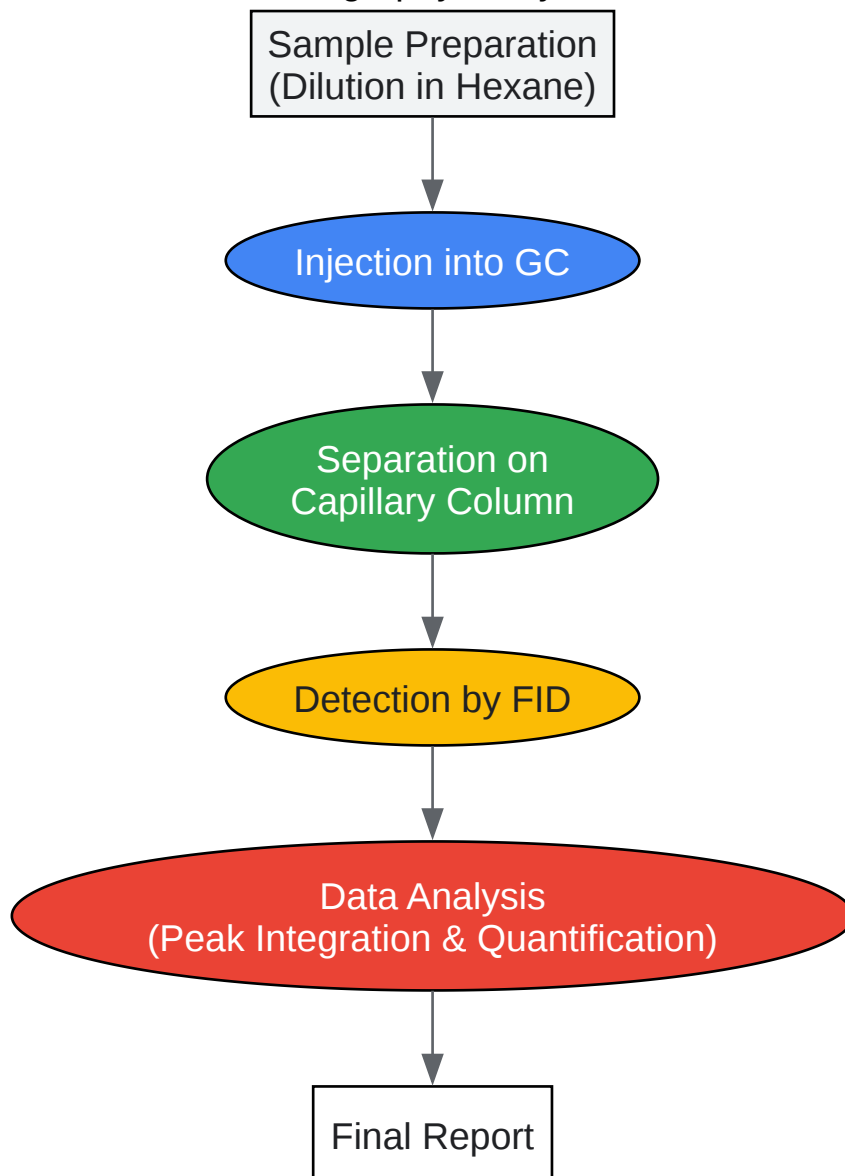 Sample Preparation
(Dilution in Hexane)
Injection into GC
Separation on
Capillary Column
Detection by FID
Data Analysis
(Peak Integration & Quantification)
Final Report